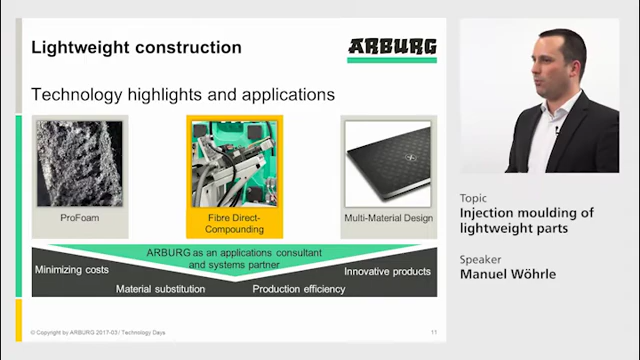 Lightweight construction
ARBURG
Technology highlights and applications
ProFoam
Fibre Direct-
Compounding
Multi-Material Design
ARBURG as an applications consultant
and systems partner
Minimizing costs
Innovative products
Material substitution
Production efficiency
© Copyright by ARBURG 2017-03 / Technology Days
11
Topic
Injection moulding of
lightweight parts
Speaker
Manuel Wöhrle